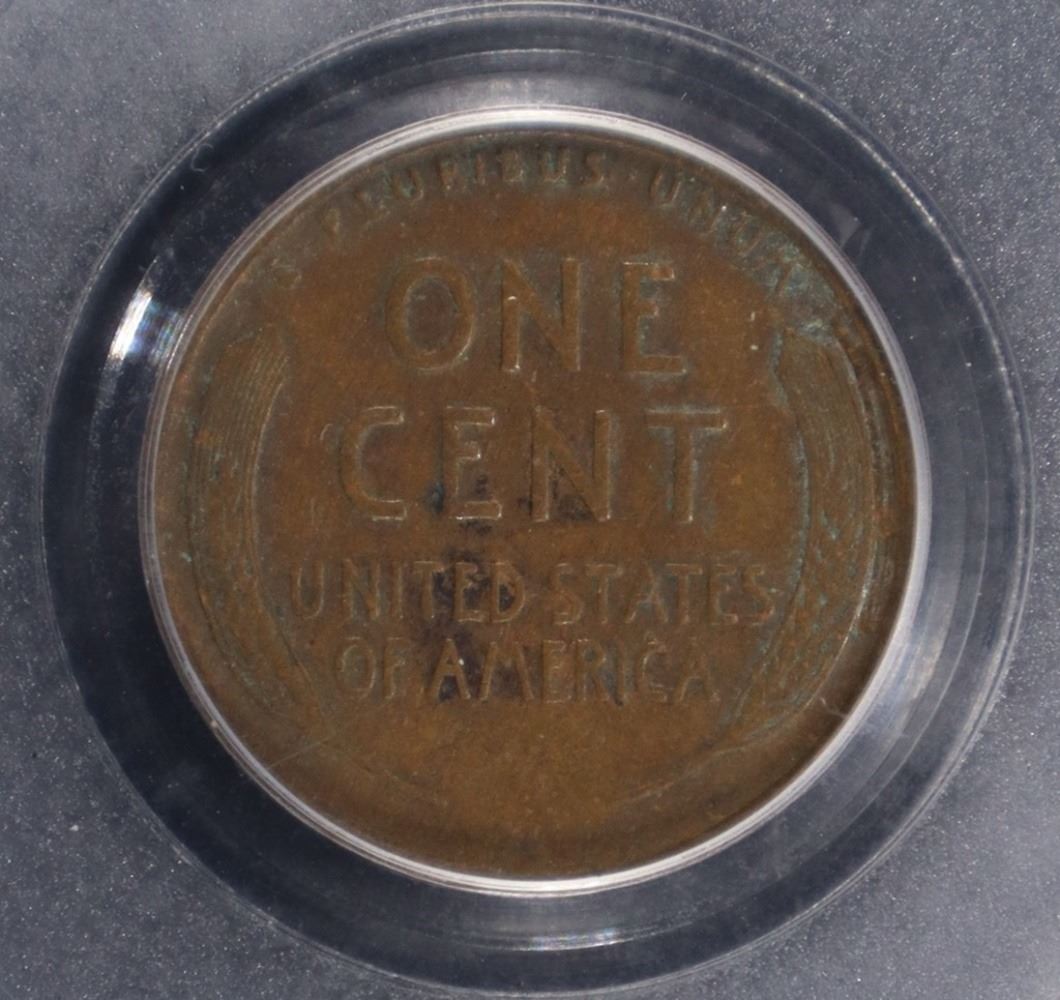 E PLURIBUS · UNUM
ONE
CENT
UNITED STATES
OF AMERICA